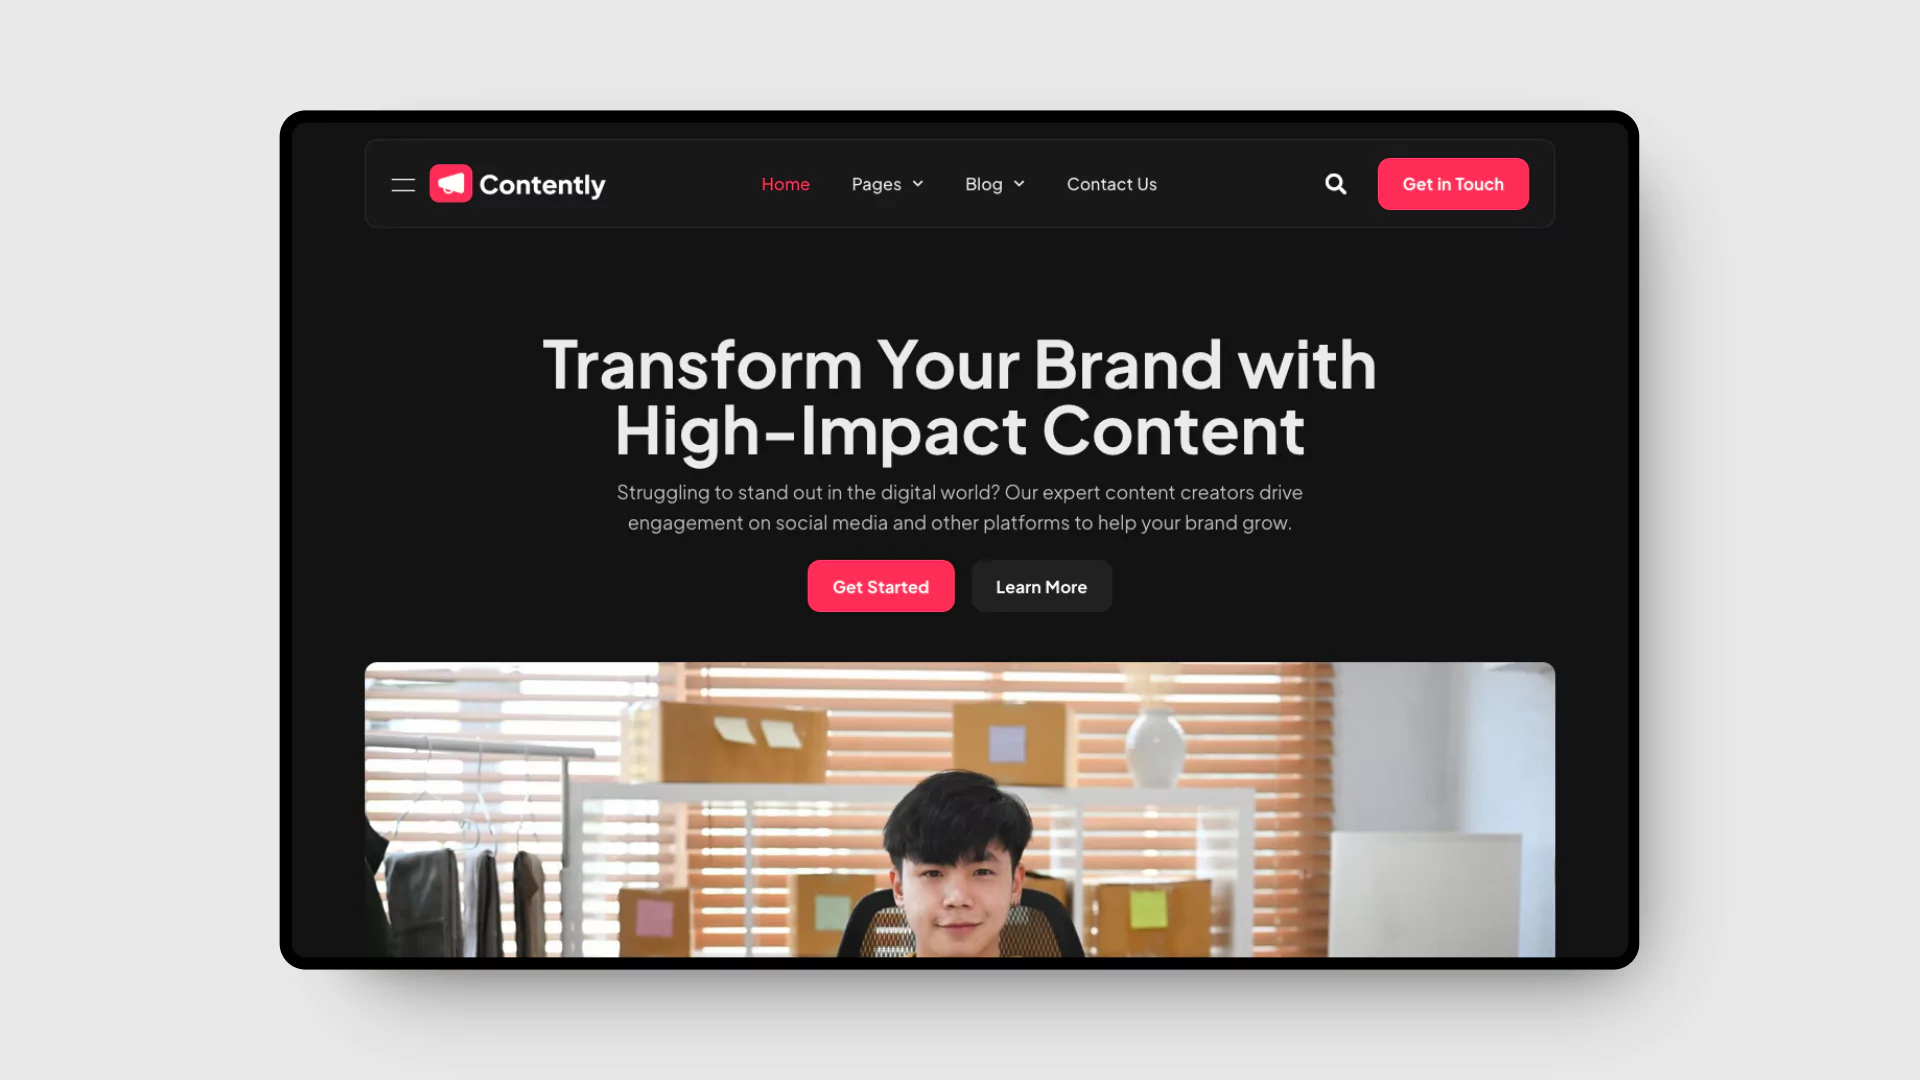 Contently
Home
Pages
Blog
Contact Us
Get in Touch
Transform Your Brand with
High-Impact Content
Struggling to stand out in the digital world? Our expert content creators drive
engagement on social media and other platforms to help your brand grow.
Get Started
Learn More